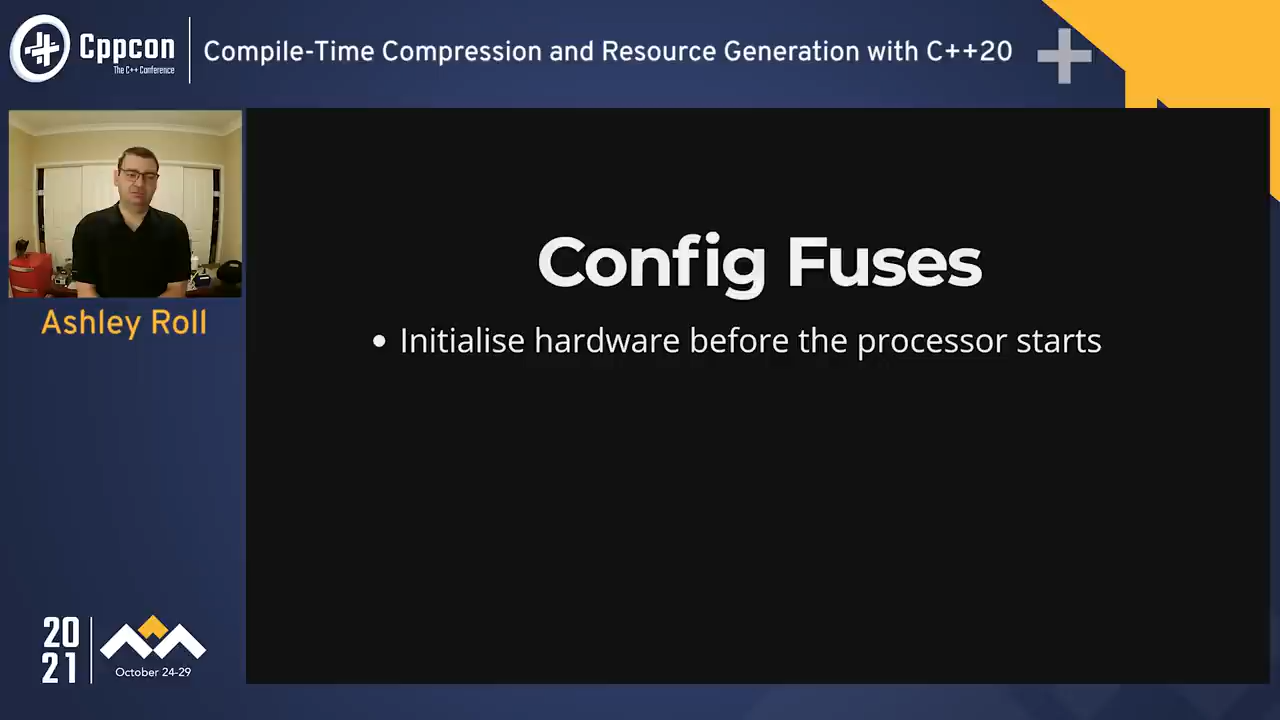 Cppcon
The C++ Conference
Compile-Time Compression and Resource Generation with C++20
Ashley Roll
Config Fuses
• Initialise hardware before the processor starts
20
21
October 24-29